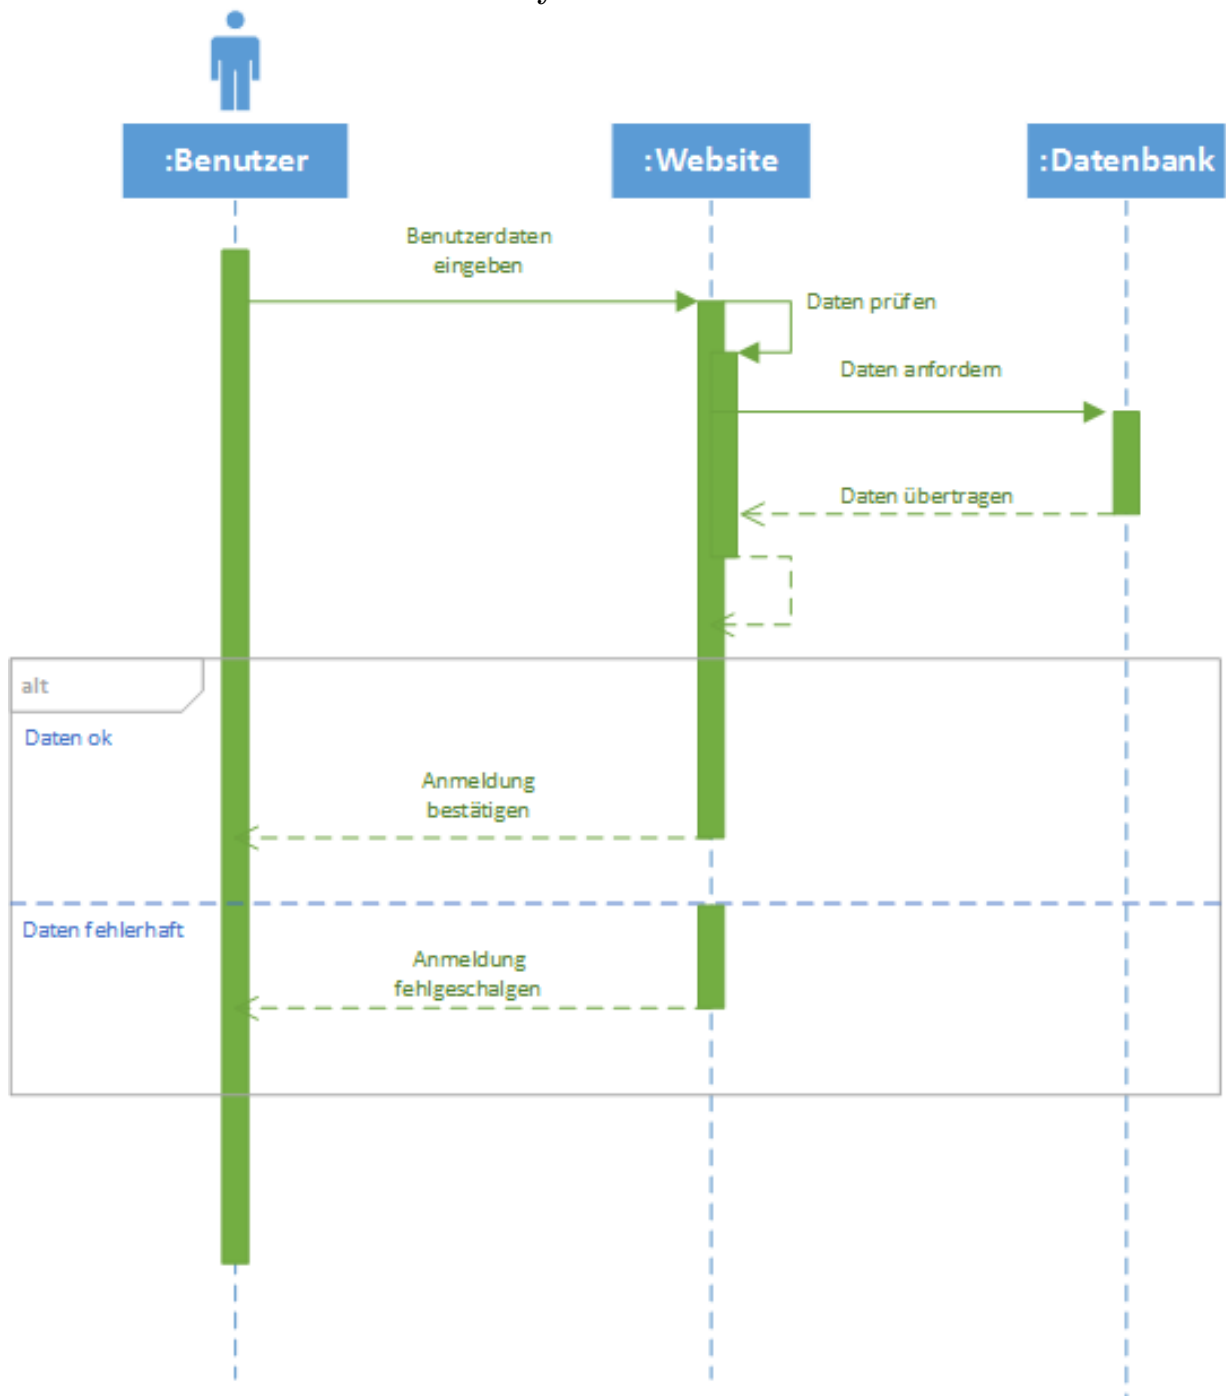 :Benutzer
:Website
:Datenbank
Benutzerdaten
eingeben
Daten prüfen
Daten anfordern
Daten übertragen
alt
Daten ok
Anmeldung
bestätigen
Daten fehlerhaft
Anmeldung
fehlgeschalgen